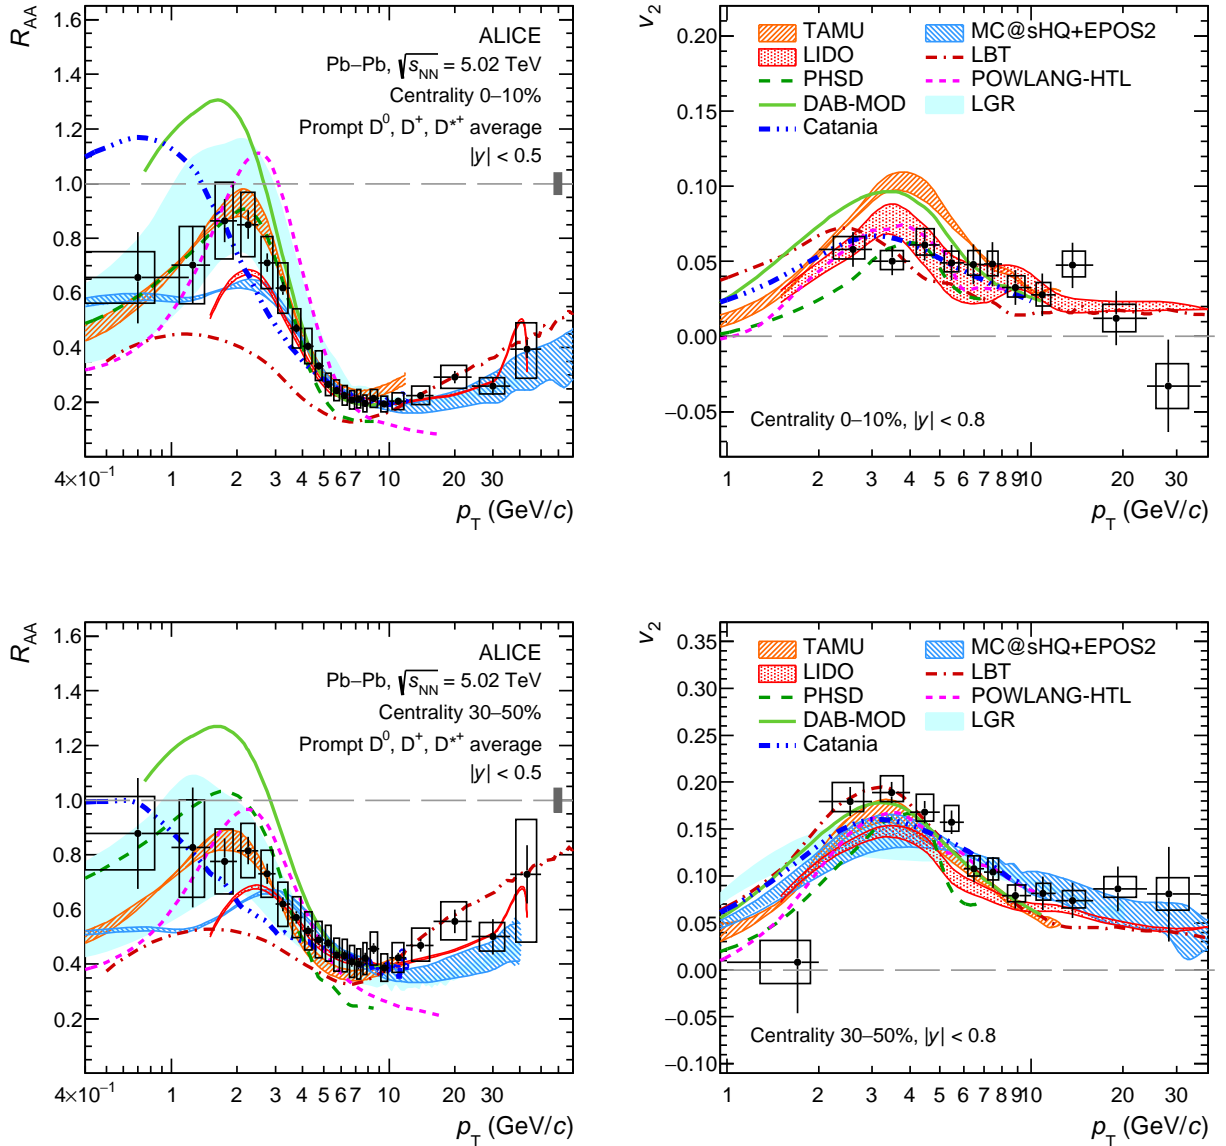 R_AA
1.6
1.4
1.2
1.0
0.8
0.6
0.4
0.2
ALICE
Pb–Pb, √s_NN = 5.02 TeV
Centrality 0–10%
Prompt D⁰, D⁺, D*⁺ average
|y| < 0.5
4×10⁻¹ 1 2 3 4 5 6 7 10 20 30
p_T (GeV/c)
v₂
0.20
0.15
0.10
0.05
0.00
−0.05
TAMU
LIDO
PHSD
DAB-MOD
Catania
MC@sHQ+EPOS2
LBT
POWLANG-HTL
LGR
Centrality 0–10%, |y| < 0.8
1 2 3 4 5 6 7 8 9 10 20 30
p_T (GeV/c)
R_AA
1.6
1.4
1.2
1.0
0.8
0.6
0.4
0.2
ALICE
Pb–Pb, √s_NN = 5.02 TeV
Centrality 30–50%
Prompt D⁰, D⁺, D*⁺ average
|y| < 0.5
4×10⁻¹ 1 2 3 4 5 6 7 10 20 30
p_T (GeV/c)
v₂
0.35
0.30
0.25
0.20
0.15
0.10
0.05
0.00
−0.05
−0.10
TAMU
LIDO
PHSD
DAB-MOD
Catania
MC@sHQ+EPOS2
LBT
POWLANG-HTL
LGR
Centrality 30–50%, |y| < 0.8
1 2 3 4 5 6 7 8 9 10 20 30
p_T (GeV/c)